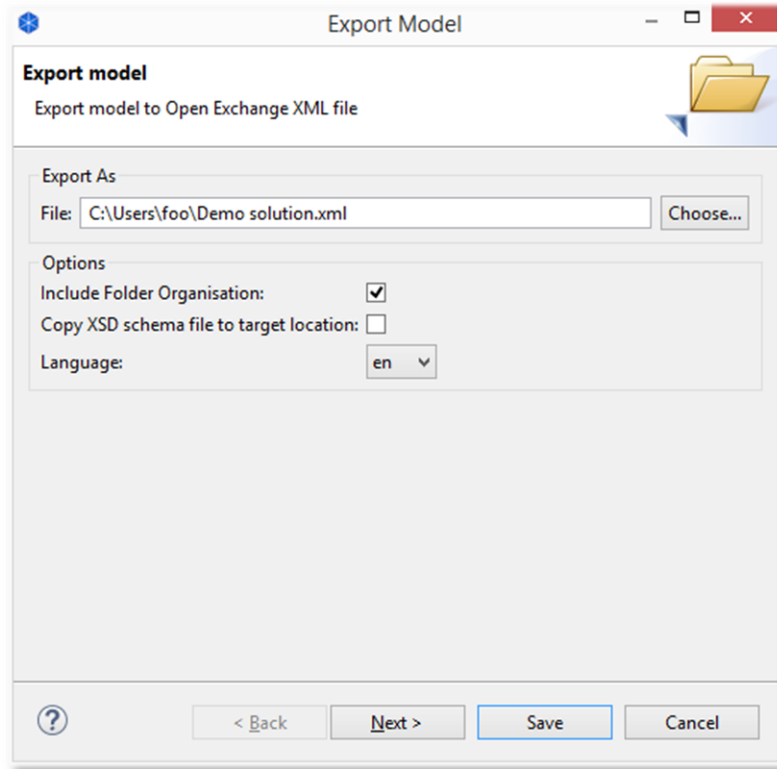 Export Model
Export model
Export model to Open Exchange XML file
Export As
File: C:\Users\foo\Demo solution.xml Choose...
Options
Include Folder Organisation:
Copy XSD schema file to target location:
Language: en
? < Back Next > Save Cancel